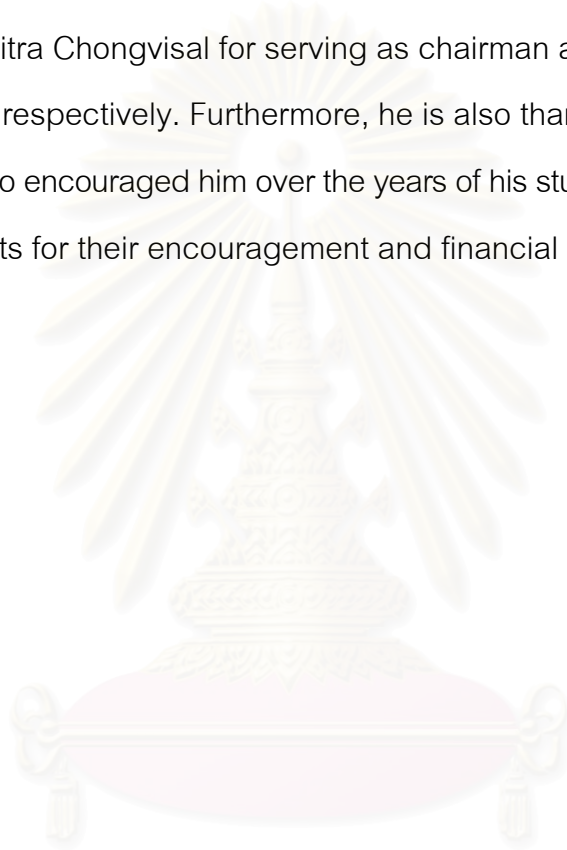 itra Chongvisal for serving as chairman a
respectively. Furthermore, he is also than
o encouraged him over the years of his stu
ts for their encouragement and financial